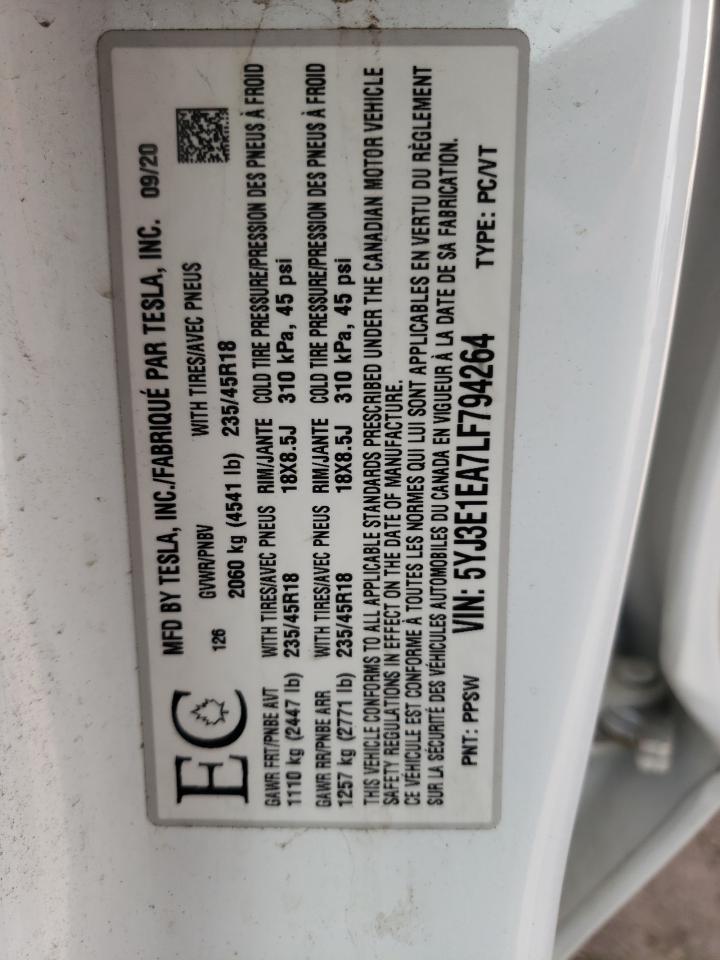 MFD BY TESLA, INC./FABRIQUÉ PAR TESLA, INC. 09/20
126 GVWR/PNBV WITH TIRES/AVEC PNEUS
2060 kg (4541 lb) 235/45R18
EC
GAWR FRT/PNBE AVT WITH TIRES/AVEC PNEUS RIM/JANTE COLD TIRE PRESSURE/PRESSION DES PNEUS À FROID
1110 kg (2447 lb) 235/45R18 18X8.5J 310 kPa, 45 psi
GAWR RR/PNBE ARR WITH TIRES/AVEC PNEUS RIM/JANTE COLD TIRE PRESSURE/PRESSION DES PNEUS À FROID
1257 kg (2771 lb) 235/45R18 18X8.5J 310 kPa, 45 psi
THIS VEHICLE CONFORMS TO ALL APPLICABLE STANDARDS PRESCRIBED UNDER THE CANADIAN MOTOR VEHICLE
SAFETY REGULATIONS IN EFFECT ON THE DATE OF MANUFACTURE.
CE VÉHICULE EST CONFORME À TOUTES LES NORMES QUI LUI SONT APPLICABLES EN VERTU DU RÈGLEMENT
SUR LA SÉCURITÉ DES VÉHICULES AUTOMOBILES DU CANADA EN VIGUEUR À LA DATE DE SA FABRICATION.
PNT: PPSW VIN: 5YJ3E1EA7LF794264 TYPE: PC/VT